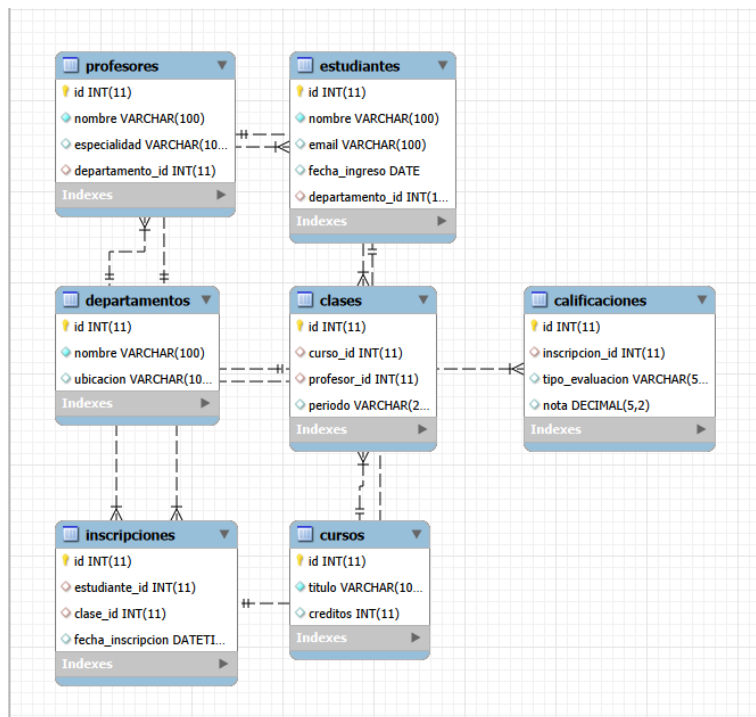 profesores
id INT(11)
nombre VARCHAR(100)
especialidad VARCHAR(10...
departamento_id INT(11)
Indexes
estudiantes
id INT(11)
nombre VARCHAR(100)
email VARCHAR(100)
fecha_ingreso DATE
departamento_id INT(1...
Indexes
departamentos
id INT(11)
nombre VARCHAR(100)
ubicacion VARCHAR(10...
Indexes
clases
id INT(11)
curso_id INT(11)
profesor_id INT(11)
periodo VARCHAR(2...
Indexes
calificaciones
id INT(11)
inscripcion_id INT(11)
tipo_evaluacion VARCHAR(5...
nota DECIMAL(5,2)
Indexes
inscripciones
id INT(11)
estudiante_id INT(11)
clase_id INT(11)
fecha_inscripcion DATETI...
Indexes
cursos
id INT(11)
titulo VARCHAR(10...
creditos INT(11)
Indexes